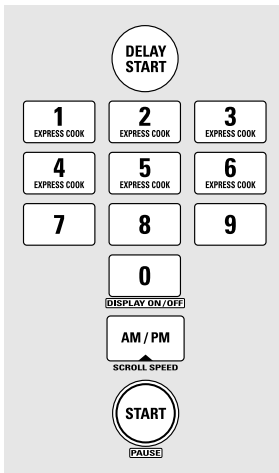 DELAY
START
1 2 3
EXPRESS COOK EXPRESS COOK EXPRESS COOK
4 5 6
EXPRESS COOK EXPRESS COOK EXPRESS COOK
7 8 9
0
DISPLAY ON/OFF
AM / PM
SCROLL SPEED
START
PAUSE